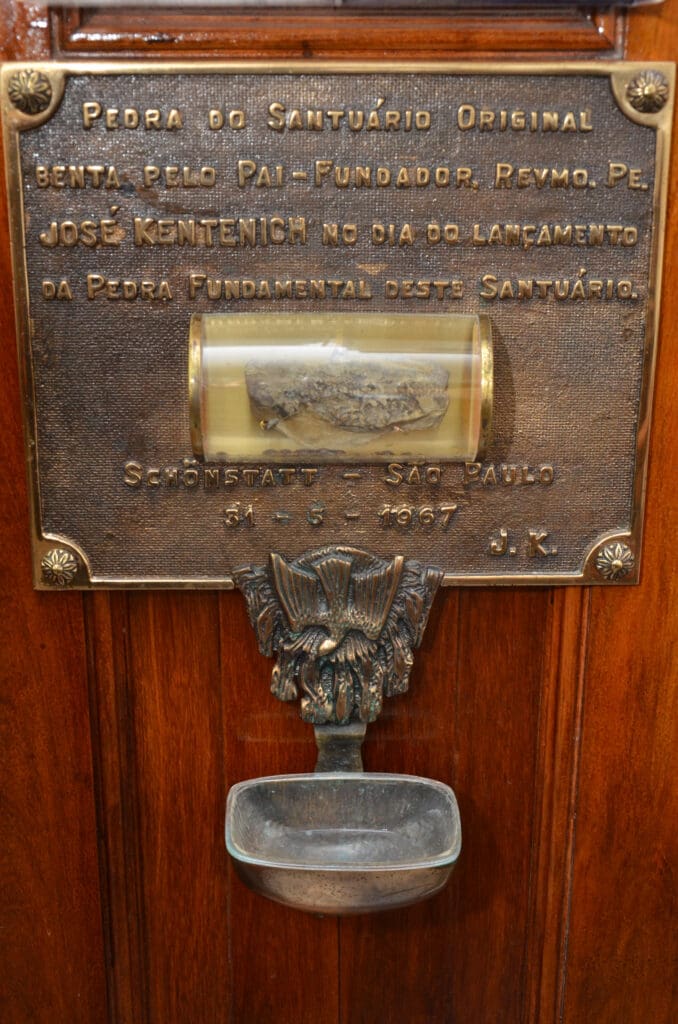 PEDRA DO SANTUÁRIO ORIGINAL
BENTA PELO PAI-FUNDADOR, REVMO. PE.
JOSÉ KENTENICH NO DIA DO LANÇAMENTO
DA PEDRA FUNDAMENTAL DESTE SANTUÁRIO.
SCHÖNSTATT - SÃO PAULO
31 - 5 - 1967
J. K.